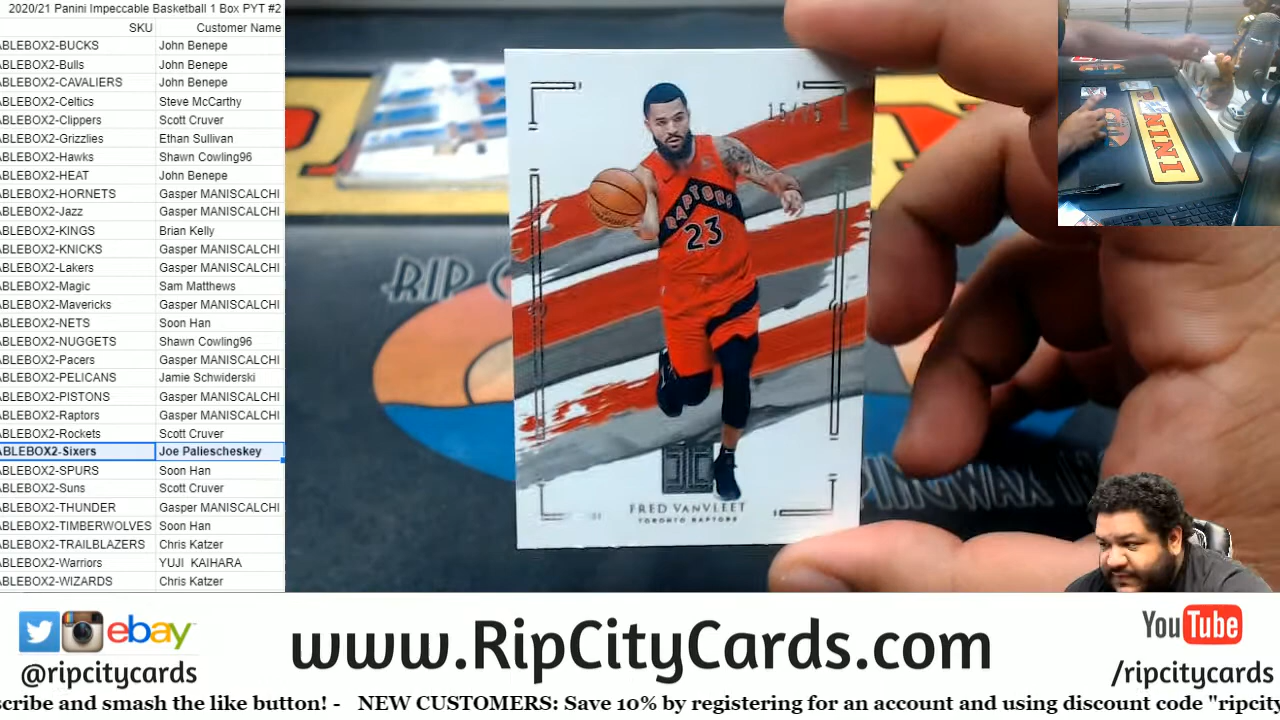 2020/21 Panini Impeccable Basketball 1 Box PYT #2
SKU Customer Name
ABLEBOX2-BUCKS John Benepe
ABLEBOX2-Bulls John Benepe
ABLEBOX2-CAVALIERS John Benepe
ABLEBOX2-Celtics Steve McCarthy
ABLEBOX2-Clippers Scott Cruver
ABLEBOX2-Grizzlies Ethan Sullivan
ABLEBOX2-Hawks Shawn Cowling96
ABLEBOX2-HEAT John Benepe
ABLEBOX2-HORNETS Gasper MANISCALCHI
ABLEBOX2-Jazz Gasper MANISCALCHI
ABLEBOX2-KINGS Brian Kelly
ABLEBOX2-KNICKS Gasper MANISCALCHI
ABLEBOX2-Lakers Gasper MANISCALCHI
ABLEBOX2-Magic Sam Matthews
ABLEBOX2-Mavericks Gasper MANISCALCHI
ABLEBOX2-NETS Soon Han
ABLEBOX2-NUGGETS Shawn Cowling96
ABLEBOX2-Pacers Gasper MANISCALCHI
ABLEBOX2-PELICANS Jamie Schwiderski
ABLEBOX2-PISTONS Gasper MANISCALCHI
ABLEBOX2-Raptors Gasper MANISCALCHI
ABLEBOX2-Rockets Scott Cruver
ABLEBOX2-Sixers Joe Paliescheskey
ABLEBOX2-SPURS Soon Han
ABLEBOX2-Suns Scott Cruver
ABLEBOX2-THUNDER Gasper MANISCALCHI
ABLEBOX2-TIMBERWOLVES Soon Han
ABLEBOX2-TRAILBLAZERS Chris Katzer
ABLEBOX2-Warriors YUJI KAIHARA
ABLEBOX2-WIZARDS Chris Katzer
15/75
RAPTORS
23
FRED VANVLEET
TORONTO RAPTORS
RIP
PANINI
ebay
@ripcitycards
www.RipCityCards.com
YouTube
/ripcitycards
scribe and smash the like button! - NEW CUSTOMERS: Save 10% by registering for an account and using discount code "ripcity